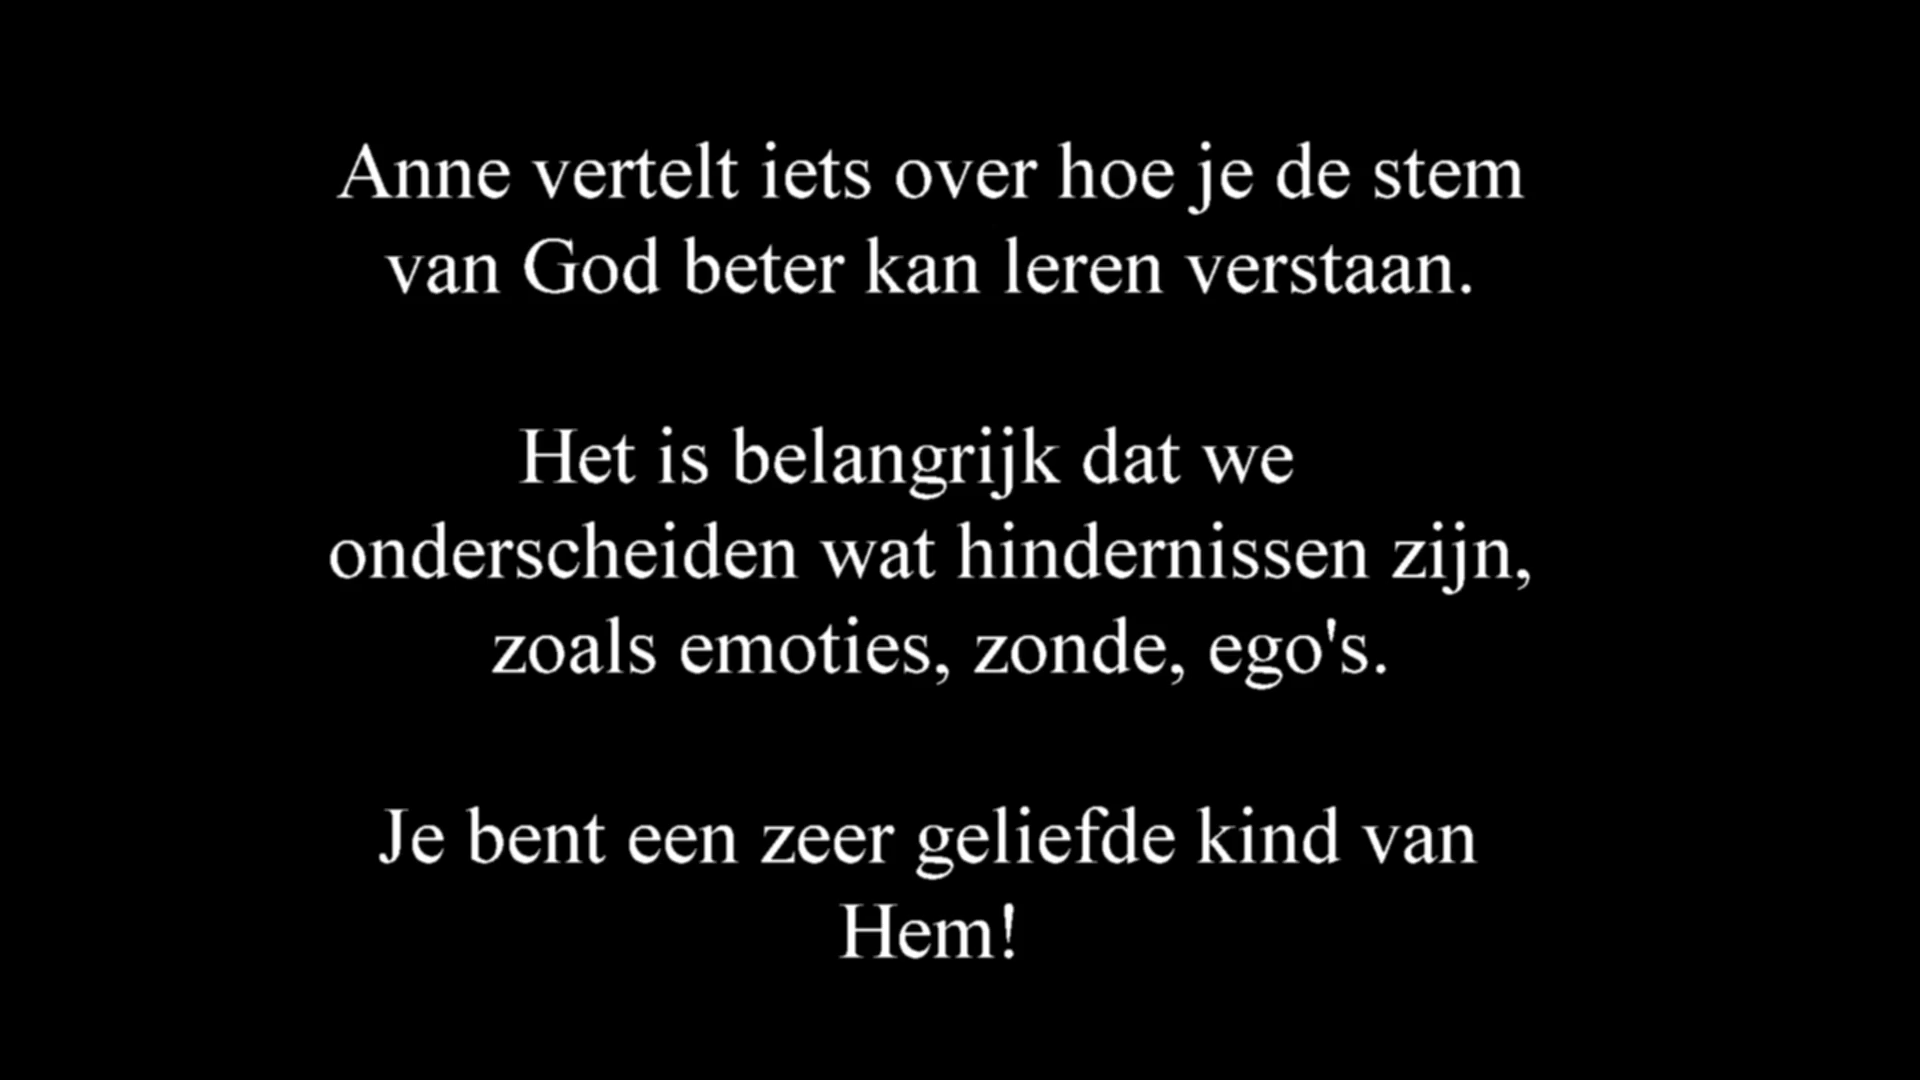 Anne vertelt iets over hoe je de stem
van God beter kan leren verstaan.
Het is belangrijk dat we
onderscheiden wat hindernissen zijn,
zoals emoties, zonde, ego's.
Je bent een zeer geliefde kind van
Hem!